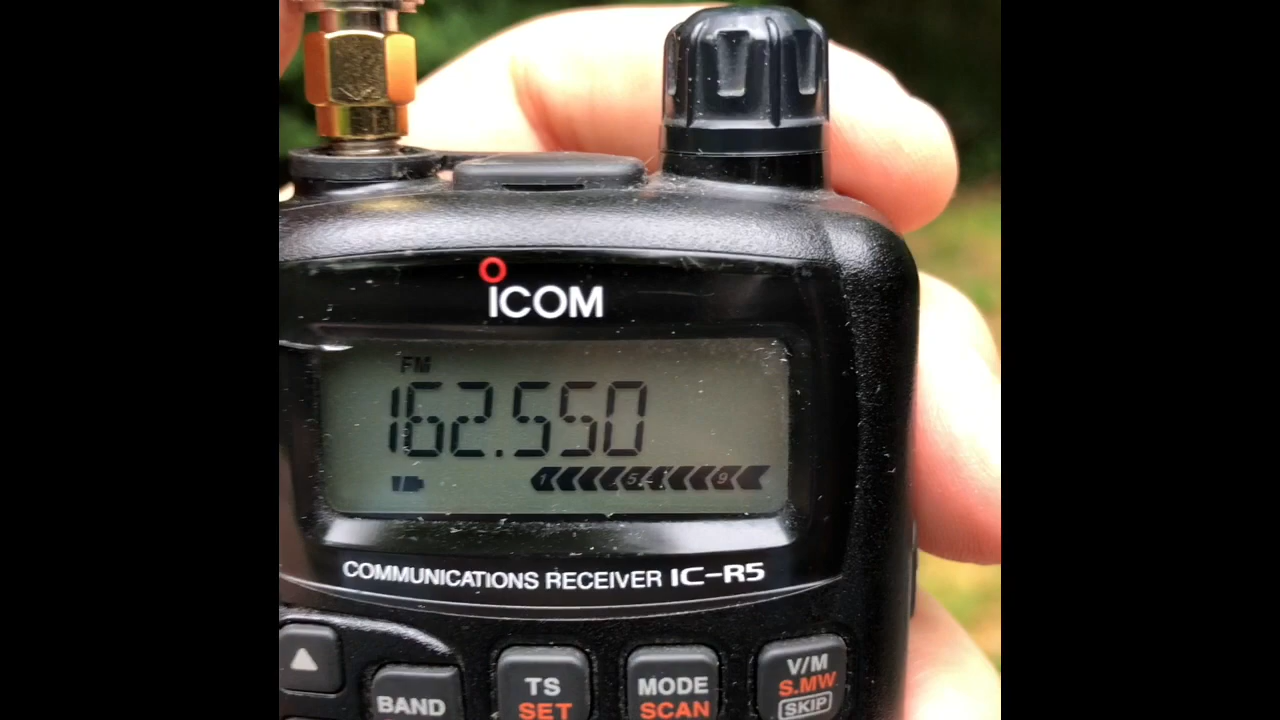 ICOM
FM
162.550
1 5 9
COMMUNICATIONS RECEIVER IC-R5
BAND
TS
SET
MODE
SCAN
V/M
S.MW
SKIP